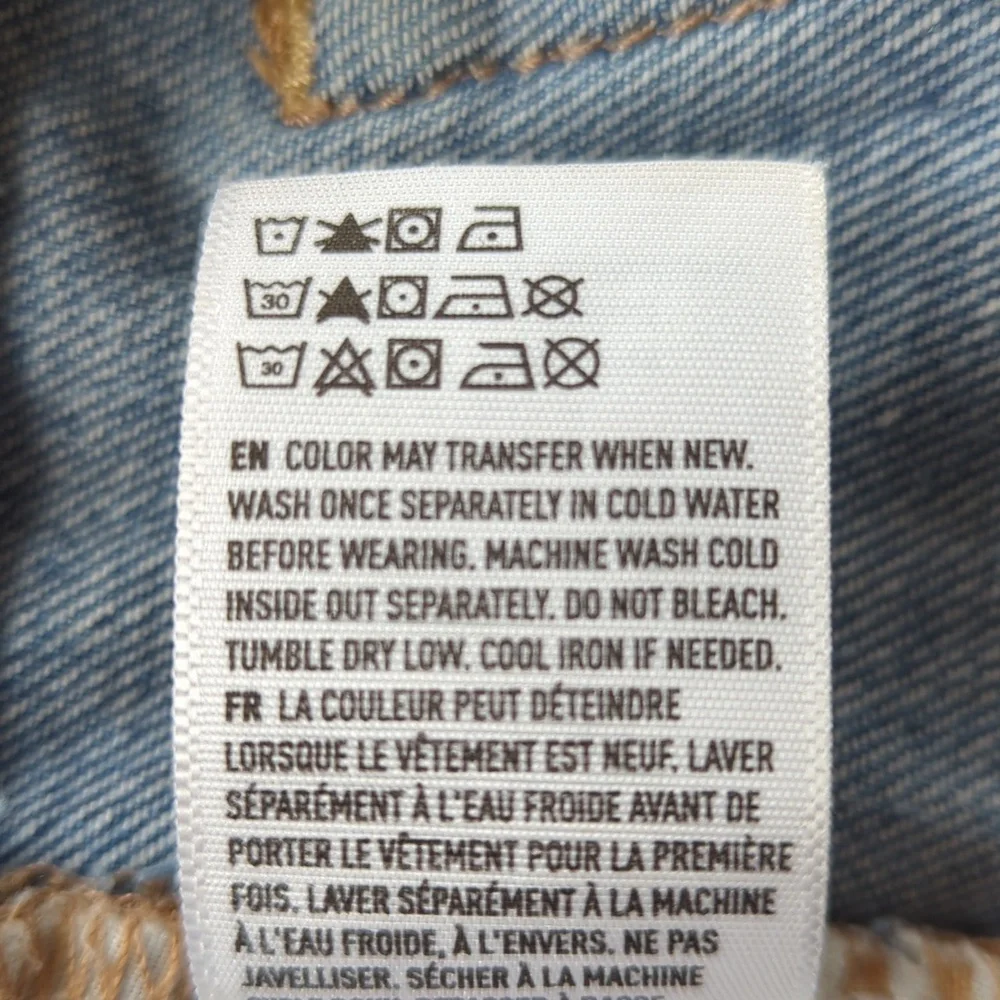 30
30
EN COLOR MAY TRANSFER WHEN NEW.
WASH ONCE SEPARATELY IN COLD WATER
BEFORE WEARING. MACHINE WASH COLD
INSIDE OUT SEPARATELY. DO NOT BLEACH.
TUMBLE DRY LOW. COOL IRON IF NEEDED.
FR LA COULEUR PEUT DÉTEINDRE
LORSQUE LE VÊTEMENT EST NEUF. LAVER
SÉPARÉMENT À L'EAU FROIDE AVANT DE
PORTER LE VÊTEMENT POUR LA PREMIÈRE
FOIS. LAVER SÉPARÉMENT À LA MACHINE
À L'EAU FROIDE, À L'ENVERS. NE PAS
JAVELLISER. SÉCHER À LA MACHINE